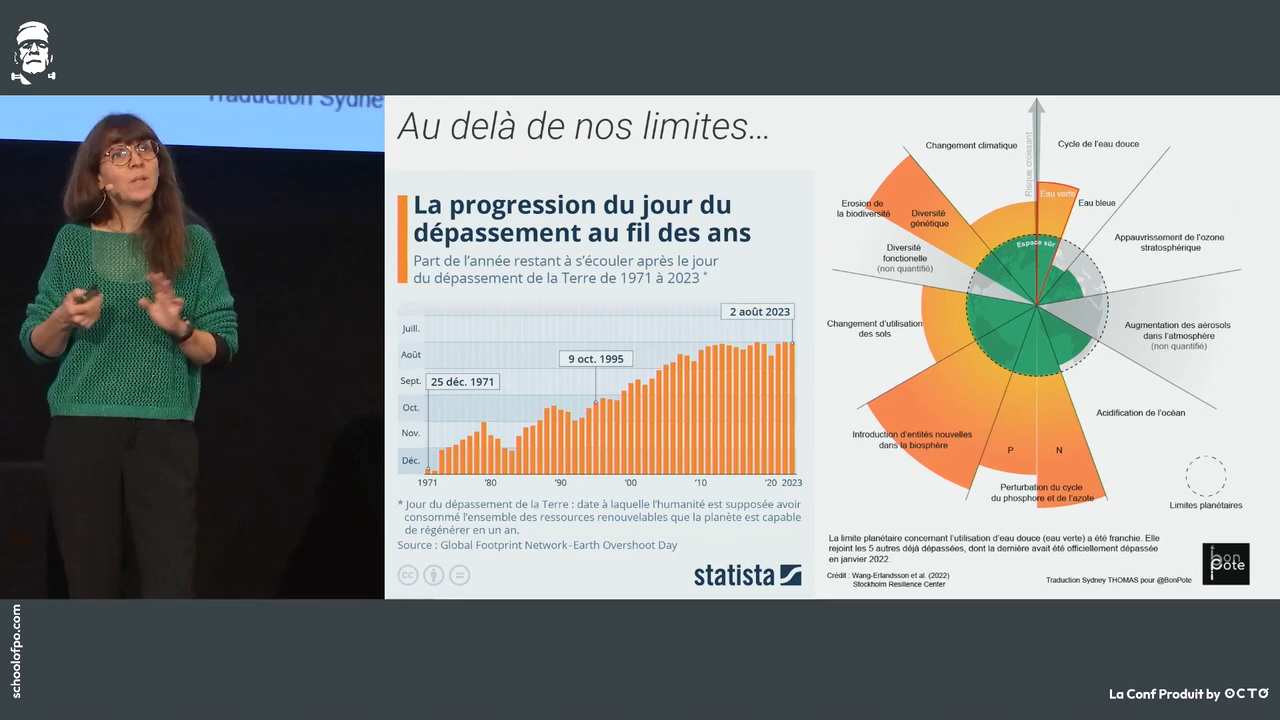 Traduction Sydne
Au delà de nos limites...
La progression du jour du
dépassement au fil des ans
Part de l'année restant à s'écouler après le jour
du dépassement de la Terre de 1971 à 2023 *
2 août 2023
Juill.
Août
9 oct. 1995
Sept.
25 déc. 1971
Oct.
Nov.
Déc.
1971
'80
'90
'00
'10
'20
2023
* Jour du dépassement de la Terre : date à laquelle l'humanité est supposée avoir
consommé l'ensemble des ressources renouvelables que la planète est capable
de régénérer en un an.
Source : Global Footprint Network - Earth Overshoot Day
cc
statista
Risque croissant
Changement climatique
Cycle de l'eau douce
Eau verte
Eau bleue
Erosion de
la biodiversité
Diversité
génétique
Espace sûr
Appauvrissement de l'ozone
stratosphérique
Diversité
fonctionelle
(non quantifié)
Changement d'utilisation
des sols
Augmentation des aérosols
dans l'atmosphère
(non quantifié)
Acidification de l'océan
Introduction d'entités nouvelles
dans la biosphère
P
N
Perturbation du cycle
du phosphore et de l'azote
Limites planétaires
La limite planétaire concernant l'utilisation d'eau douce (eau verte) a été franchie. Elle
rejoint les 5 autres déjà dépassées, dont la dernière avait été officiellement dépassée
en janvier 2022.
Crédit : Wang-Erlandsson et al. (2022)
Stockholm Resilience Center
Traduction Sydney THOMAS pour @BonPote
bon
pote
schoolofpo.com
La Conf Produit by OCTO